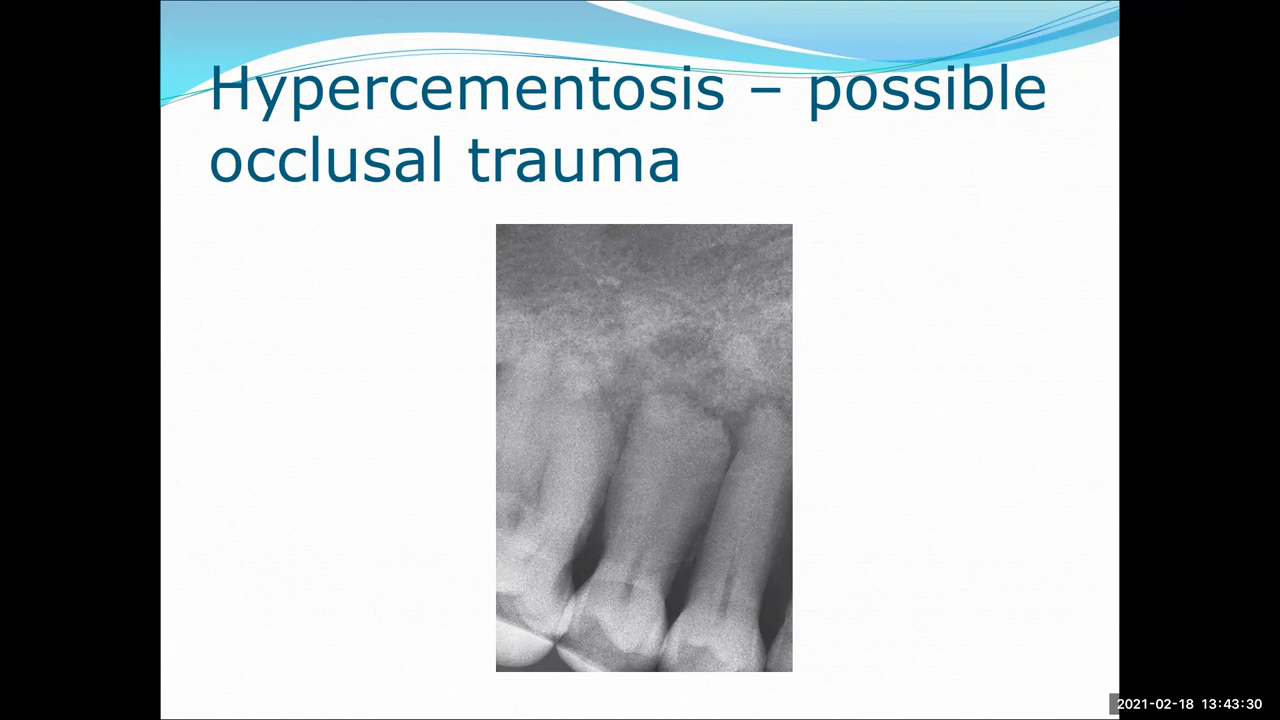 Hypercementosis – possible
occlusal trauma
2021-02-18 13:43:30